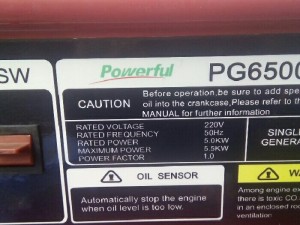 SW
Powerful
PG6500
CAUTION
Before operation,be sure to add spe
oil into the crankcase,Please refer to th
MANUAL for further information
RATED VOLTAGE 220V
RATED FREQUENCY 50Hz
RATED POWER 5.0KW
MAXIMUM POWER 5.5KW
POWER FACTOR 1.0
SINGL
GENERA
OIL SENSOR
Automatically stop the engine
when oil level is too low.
WA
Among engine ex
there is toxic CO.
in an enclosed ro
ventilation